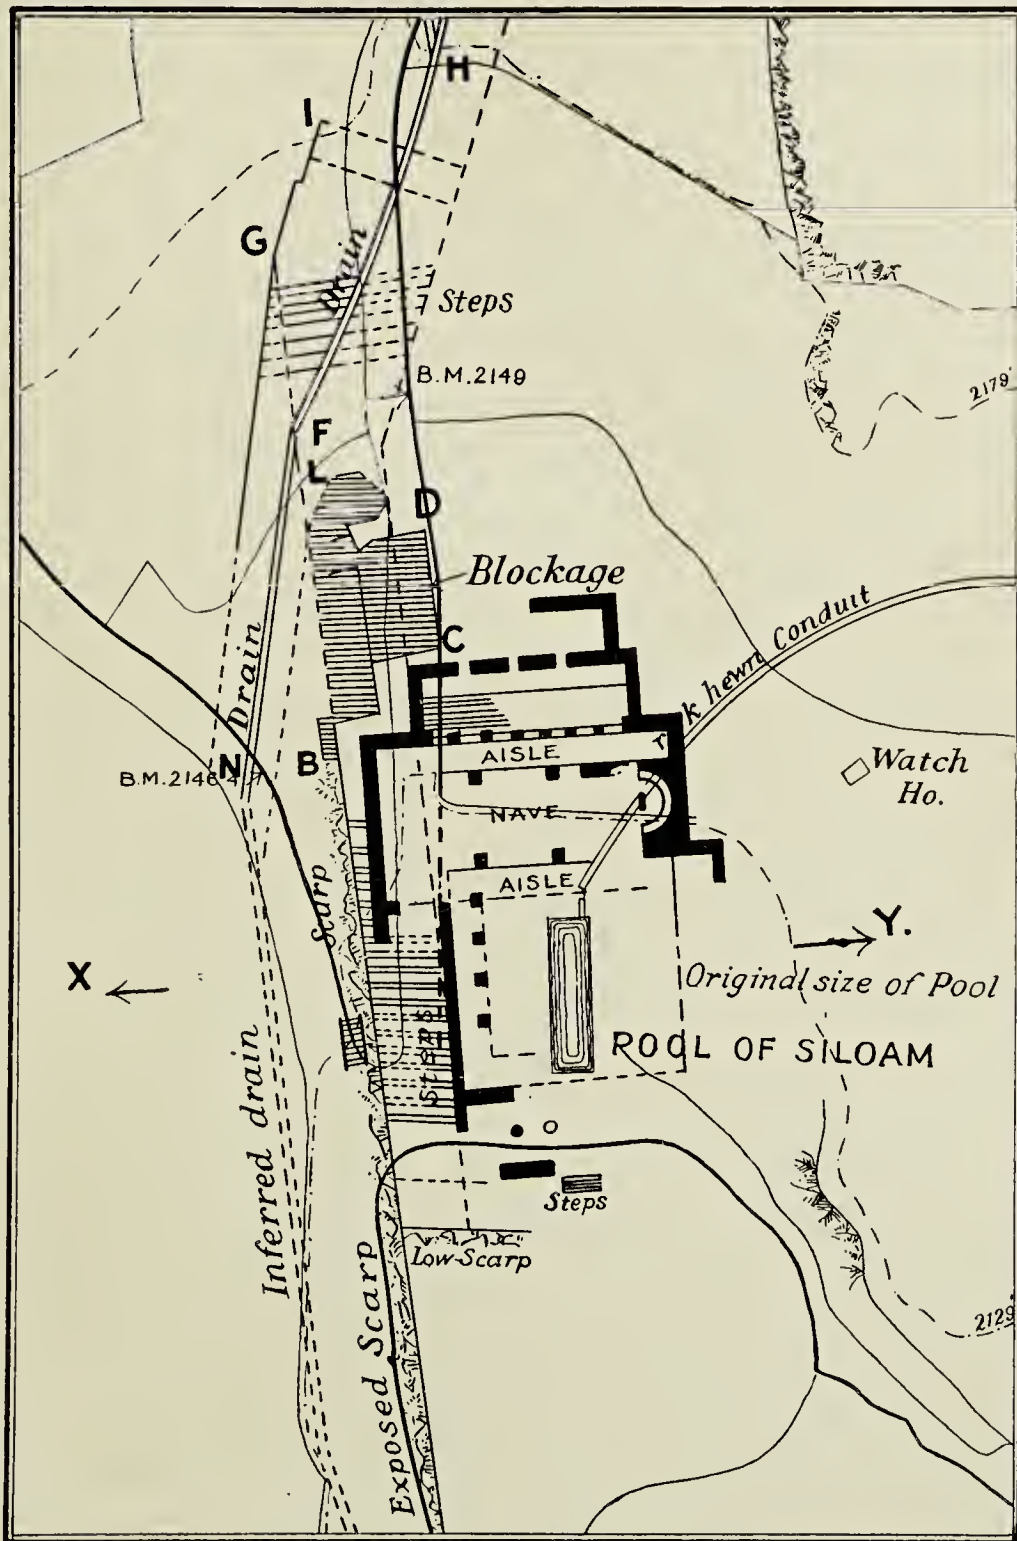 H
I
G
Drain
Steps
B.M.2149
2179'
F
L
D
Blockage
C
Rock hewn Conduit
Drain
AISLE
B.M.2146
N
B
NAVE
Watch
Ho.
AISLE
Scarp
Y.
X
Original size of Pool
Steps
POOL OF SILOAM
Inferred drain
Steps
Low-Scarp
Exposed Scarp
2129'